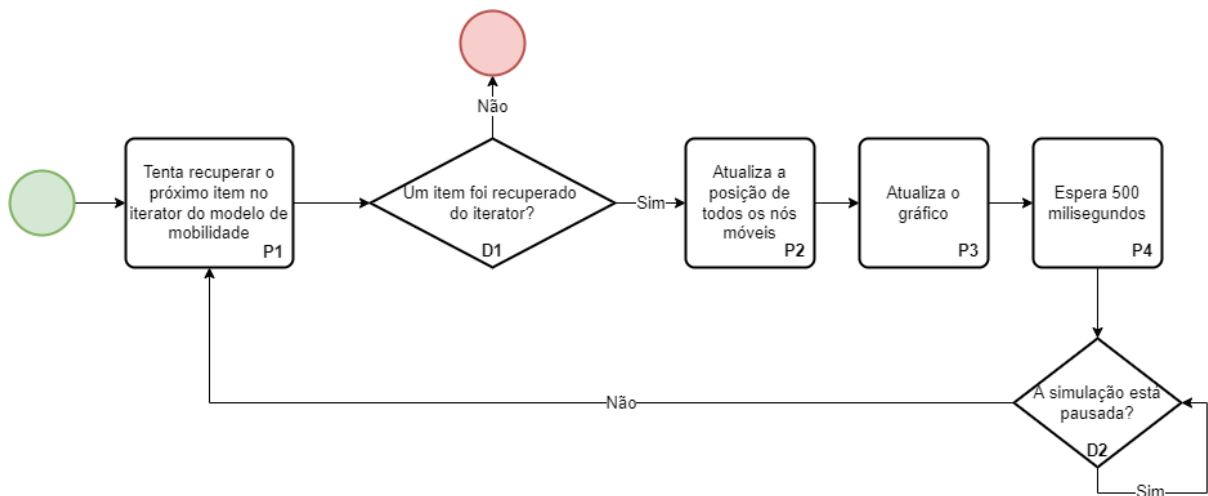 Não
Tenta recuperar o
próximo item no
iterator do modelo de
mobilidade
P1
Um item foi recuperado
do iterator?
D1
Sim
Atualiza a
posição de
todos os nós
móveis
P2
Atualiza o
gráfico
P3
Espera 500
milisegundos
P4
A simulação está
pausada?
D2
Não
Sim